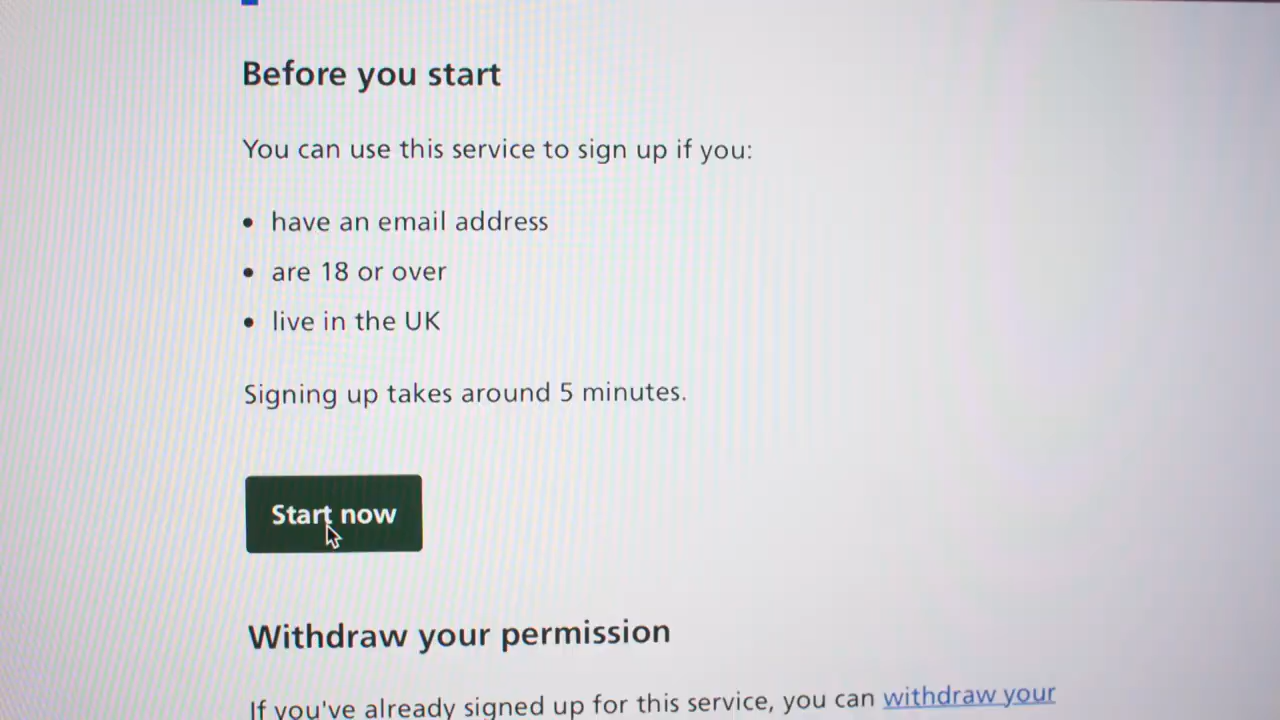 Before you start
You can use this service to sign up if you:
have an email address
are 18 or over
live in the UK
Signing up takes around 5 minutes.
Start now
Withdraw your permission
If you've already signed up for this service, you can withdraw your